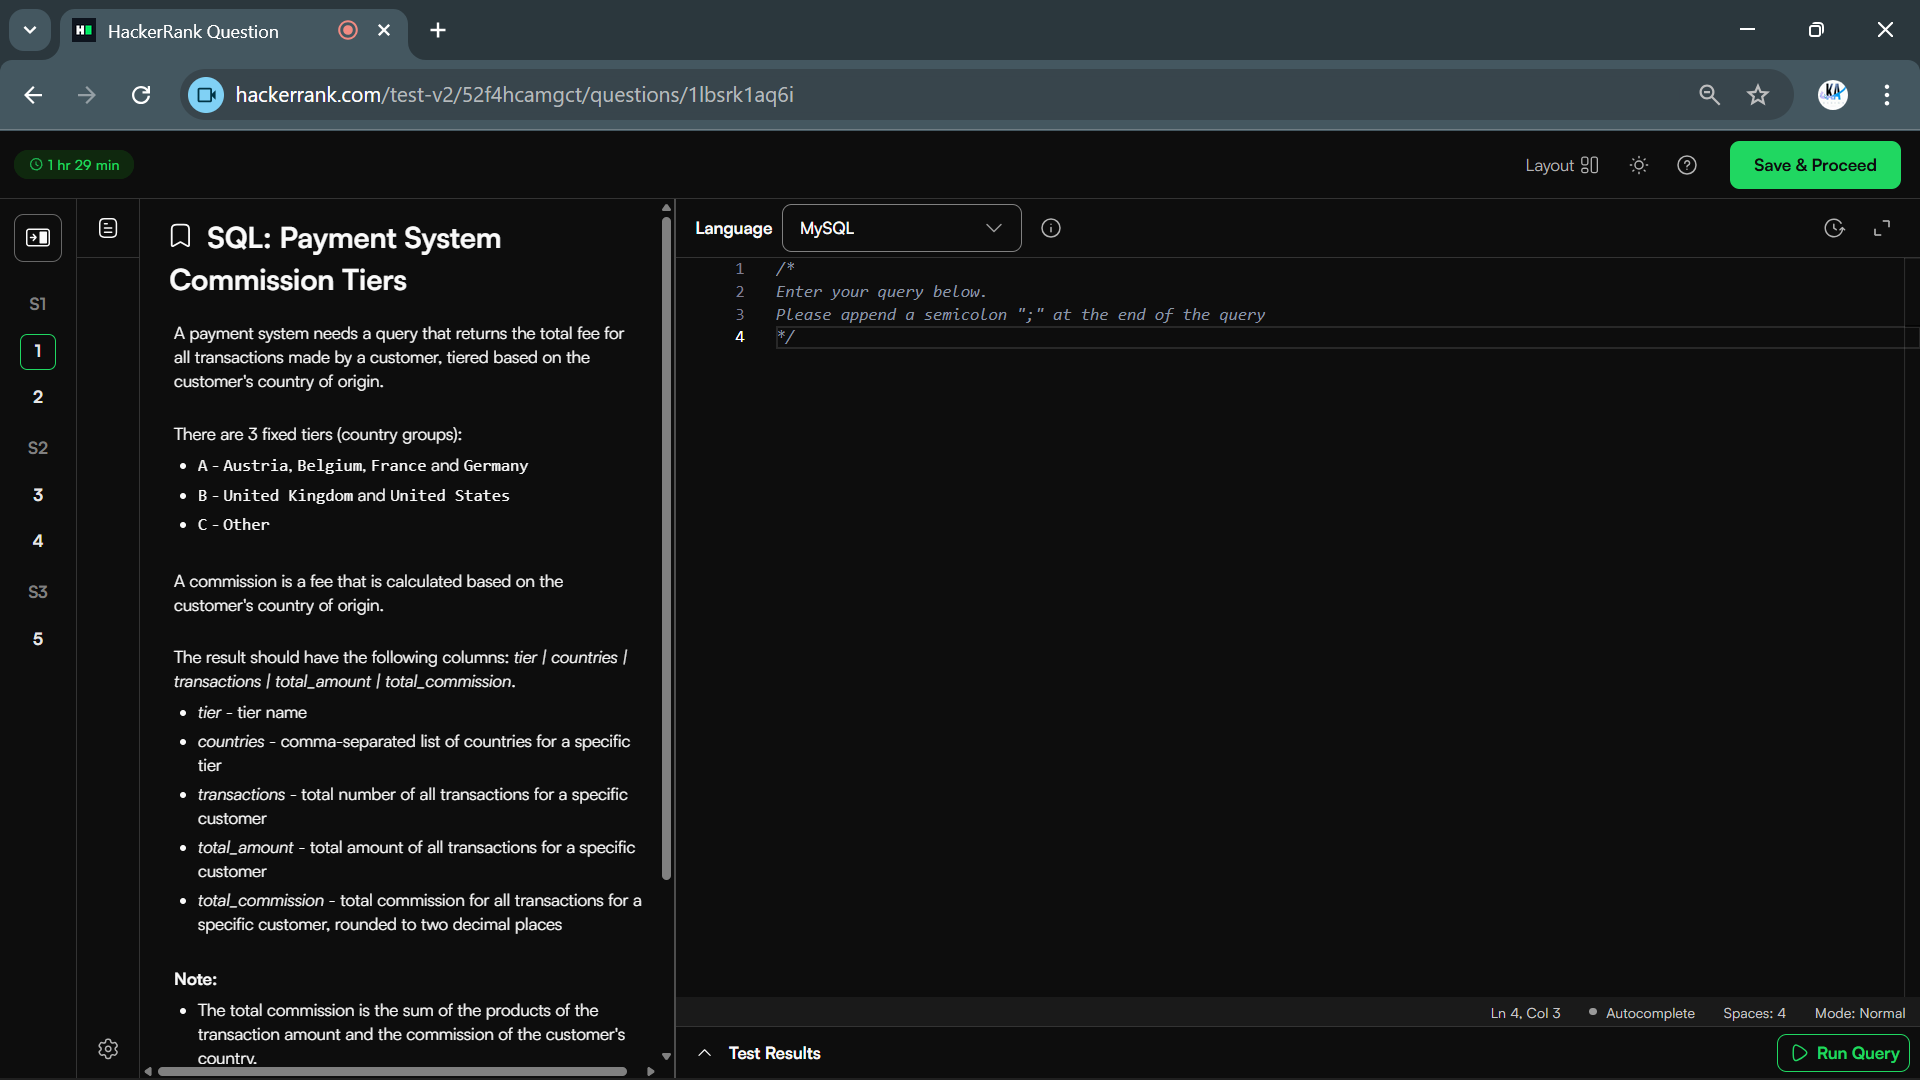 HackerRank Question
hackerrank.com/test-v2/52f4hcamgct/questions/1lbsrk1aq6i
KA
1 hr 29 min
Layout
Save & Proceed
S1
1
2
S2
3
4
S3
5
SQL: Payment System
Commission Tiers
A payment system needs a query that returns the total fee for
all transactions made by a customer, tiered based on the
customer's country of origin.
There are 3 fixed tiers (country groups):
• A - Austria, Belgium, France and Germany
• B - United Kingdom and United States
• C - Other
A commission is a fee that is calculated based on the
customer's country of origin.
The result should have the following columns: tier | countries |
transactions | total_amount | total_commission.
• tier - tier name
• countries - comma-separated list of countries for a specific
tier
• transactions - total number of all transactions for a specific
customer
• total_amount - total amount of all transactions for a specific
customer
• total_commission - total commission for all transactions for a
specific customer, rounded to two decimal places
Note:
• The total commission is the sum of the products of the
transaction amount and the commission of the customer's
country.
Language
MySQL
1 /*
2 Enter your query below.
3 Please append a semicolon ";" at the end of the query
4 */
Ln 4, Col 3
Autocomplete
Spaces: 4
Mode: Normal
Test Results
Run Query